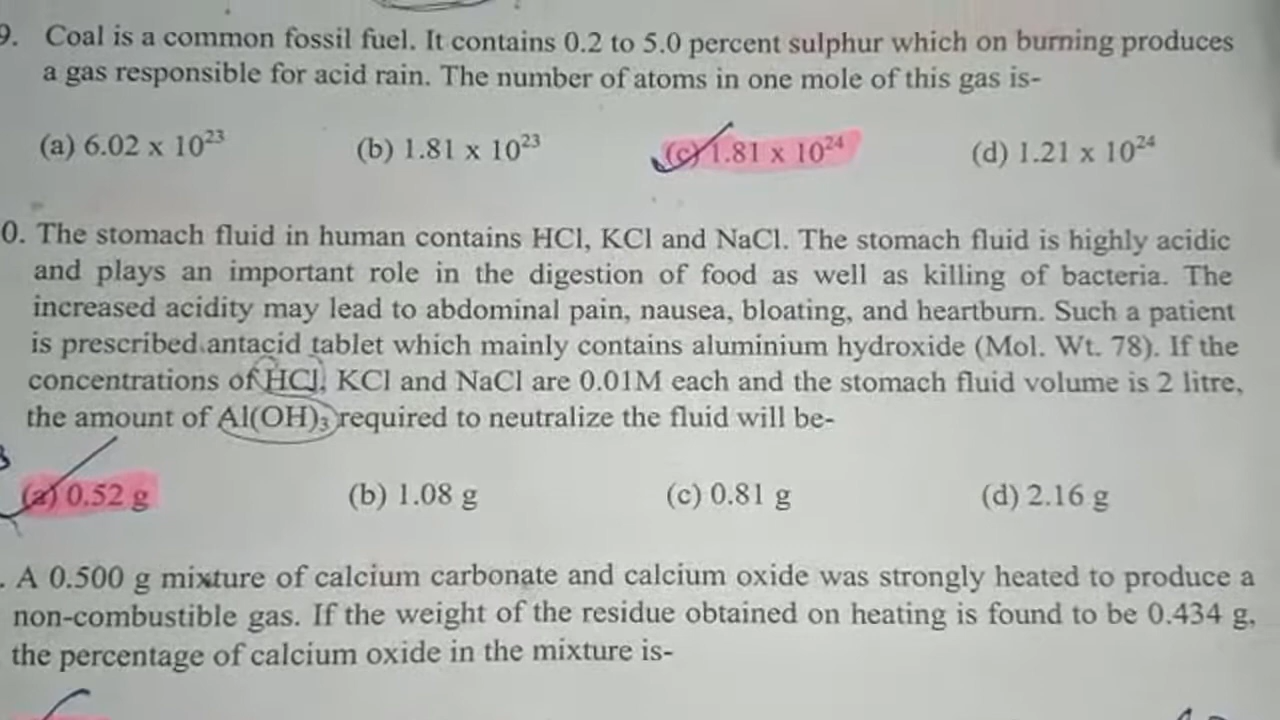 9. Coal is a common fossil fuel. It contains 0.2 to 5.0 percent sulphur which on burning produces
a gas responsible for acid rain. The number of atoms in one mole of this gas is-
(a) 6.02 x 10²³ (b) 1.81 x 10²³ (c) 1.81 x 10²⁴ (d) 1.21 x 10²⁴
0. The stomach fluid in human contains HCl, KCl and NaCl. The stomach fluid is highly acidic
and plays an important role in the digestion of food as well as killing of bacteria. The
increased acidity may lead to abdominal pain, nausea, bloating, and heartburn. Such a patient
is prescribed antacid tablet which mainly contains aluminium hydroxide (Mol. Wt. 78). If the
concentrations of HCl, KCl and NaCl are 0.01M each and the stomach fluid volume is 2 litre,
the amount of Al(OH)₃ required to neutralize the fluid will be-
(a) 0.52 g (b) 1.08 g (c) 0.81 g (d) 2.16 g
. A 0.500 g mixture of calcium carbonate and calcium oxide was strongly heated to produce a
non-combustible gas. If the weight of the residue obtained on heating is found to be 0.434 g,
the percentage of calcium oxide in the mixture is-